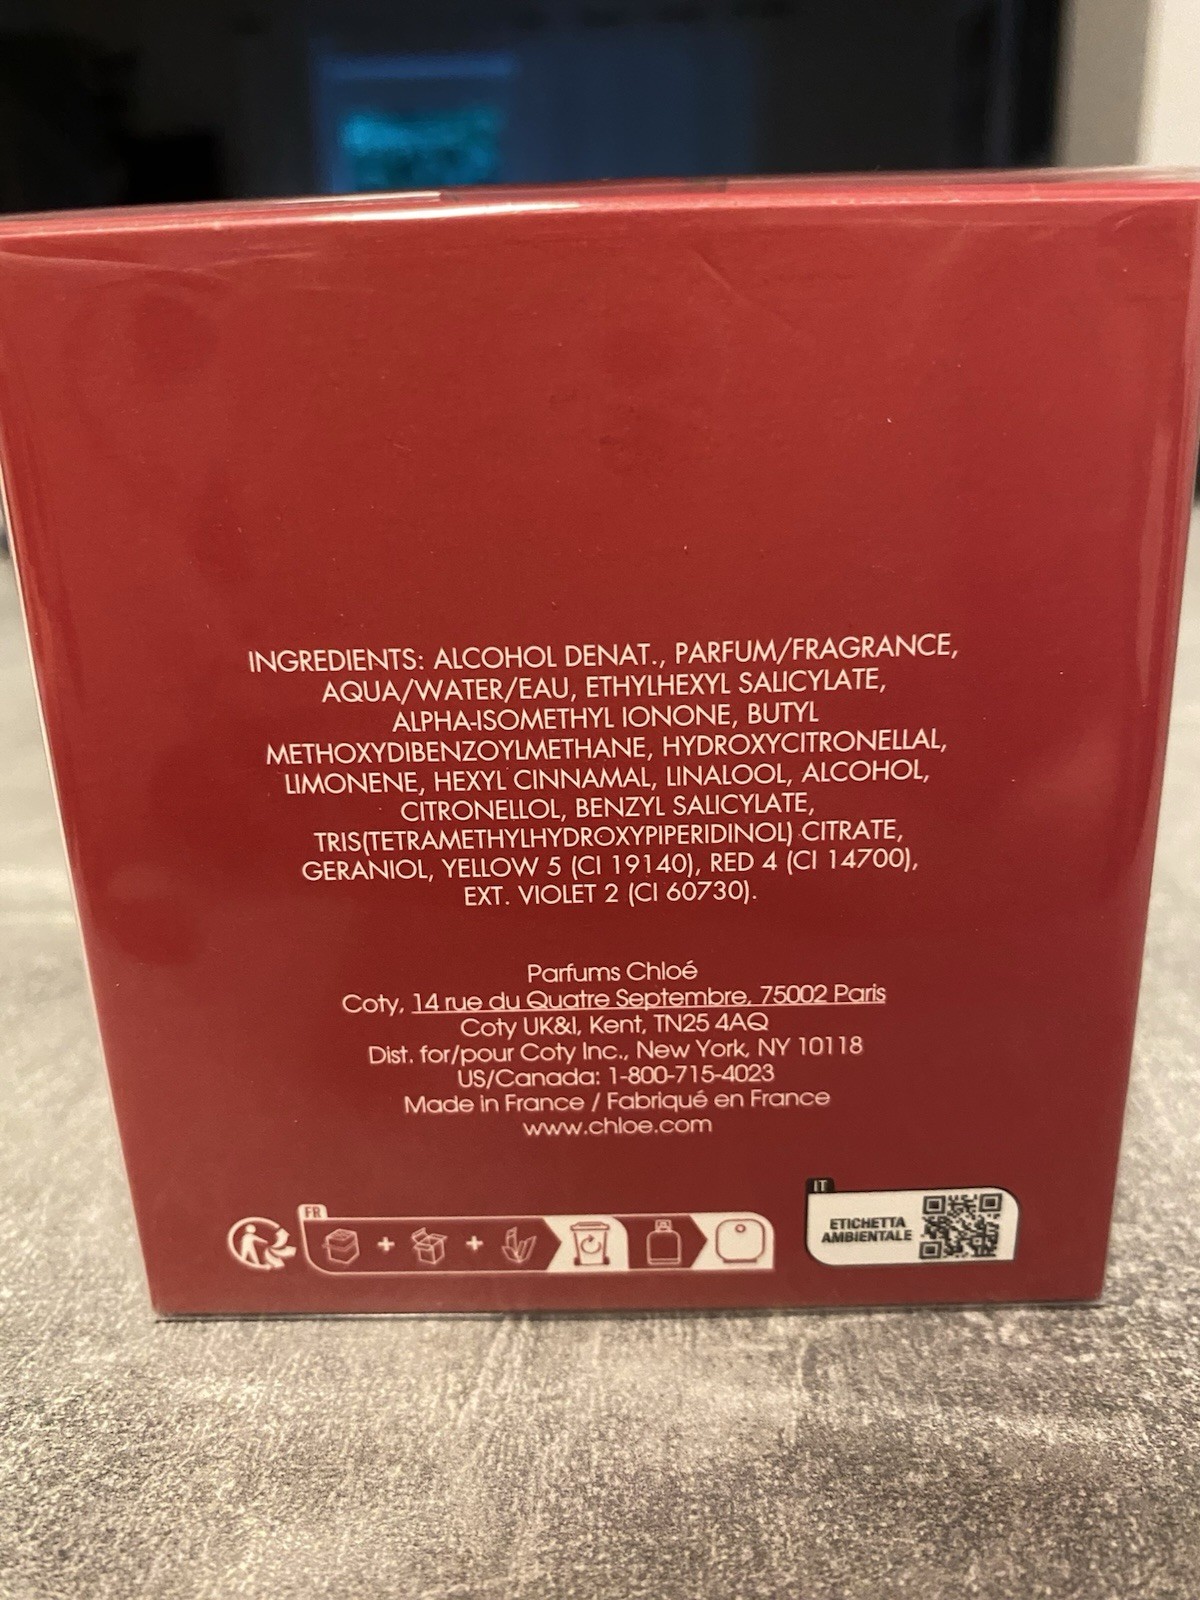 INGREDIENTS: ALCOHOL DENAT., PARFUM/FRAGRANCE,
AQUA/WATER/EAU, ETHYLHEXYL SALICYLATE,
ALPHA-ISOMETHYL IONONE, BUTYL
METHOXYDIBENZOYLMETHANE, HYDROXYCITRONELLAL,
LIMONENE, HEXYL CINNAMAL, LINALOOL, ALCOHOL,
CITRONELLOL, BENZYL SALICYLATE,
TRIS(TETRAMETHYLHYDROXYPIPERIDINOL) CITRATE,
GERANIOL, YELLOW 5 (CI 19140), RED 4 (CI 14700),
EXT. VIOLET 2 (CI 60730).
Parfums Chloé
Coty, 14 rue du Quatre Septembre, 75002 Paris
Coty UK&I, Kent, TN25 4AQ
Dist. for/pour Coty Inc., New York, NY 10118
US/Canada: 1-800-715-4023
Made in France / Fabriqué en France
www.chloe.com
FR
IT
ETICHETTA
AMBIENTALE